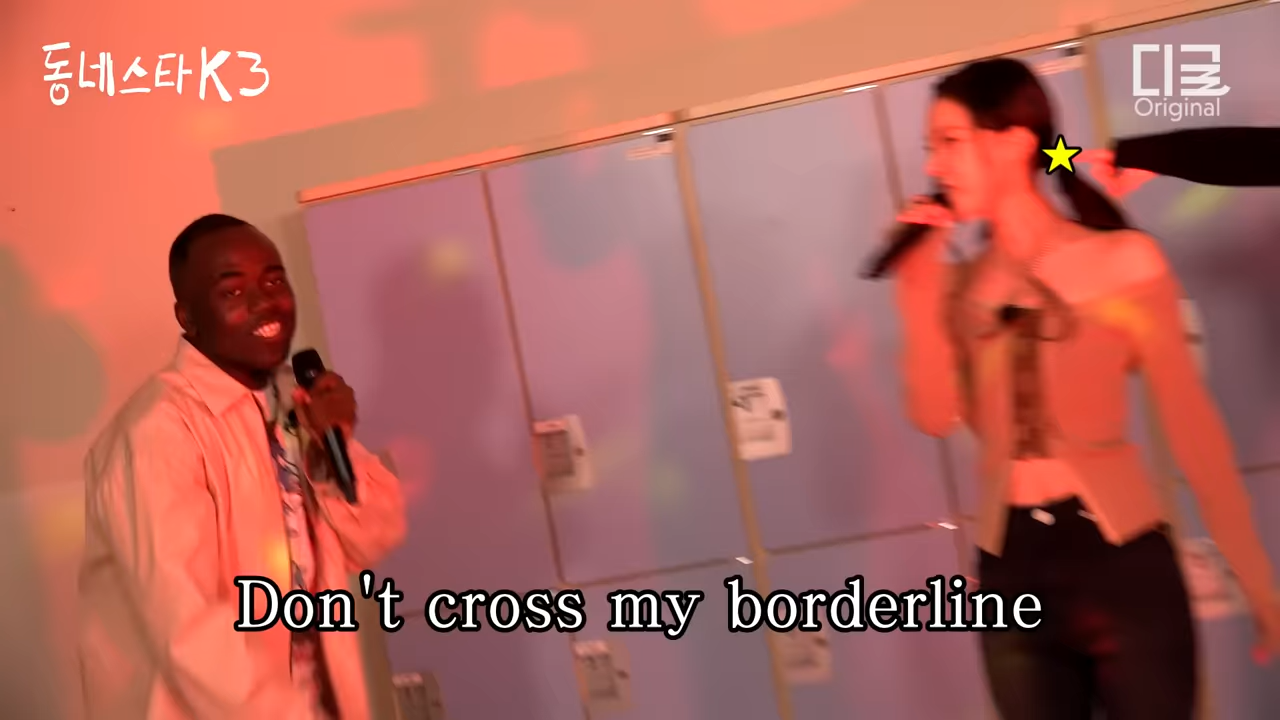 동네스타K3
디글
Original
Don't cross my borderline